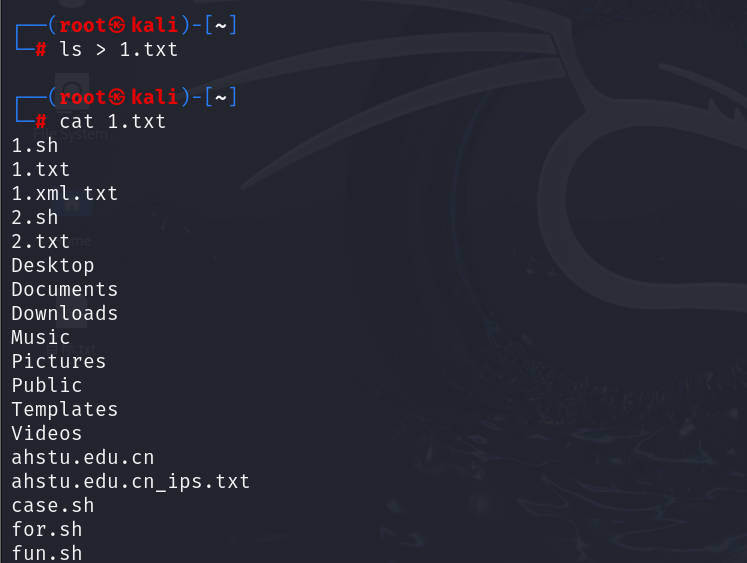 ┌──(root㉿kali)-[~]
└─# ls > 1.txt
┌──(root㉿kali)-[~]
└─# cat 1.txt
1.sh
1.txt
1.xml.txt
2.sh
2.txt
Desktop
Documents
Downloads
Music
Pictures
Public
Templates
Videos
ahstu.edu.cn
ahstu.edu.cn_ips.txt
case.sh
for.sh
fun.sh